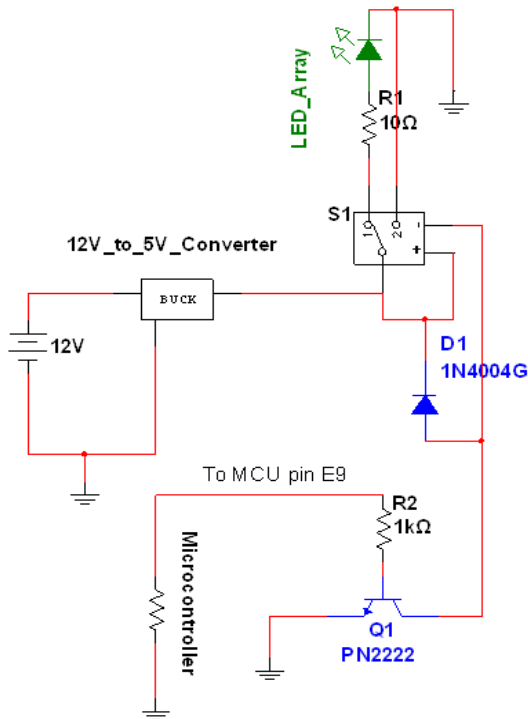 LED_Array
R1
10Ω
S1
1
2
-
+
12V_to_5V_Converter
BUCK
12V
D1
1N4004G
To MCU pin E9
R2
1kΩ
Microcontroller
Q1
PN2222